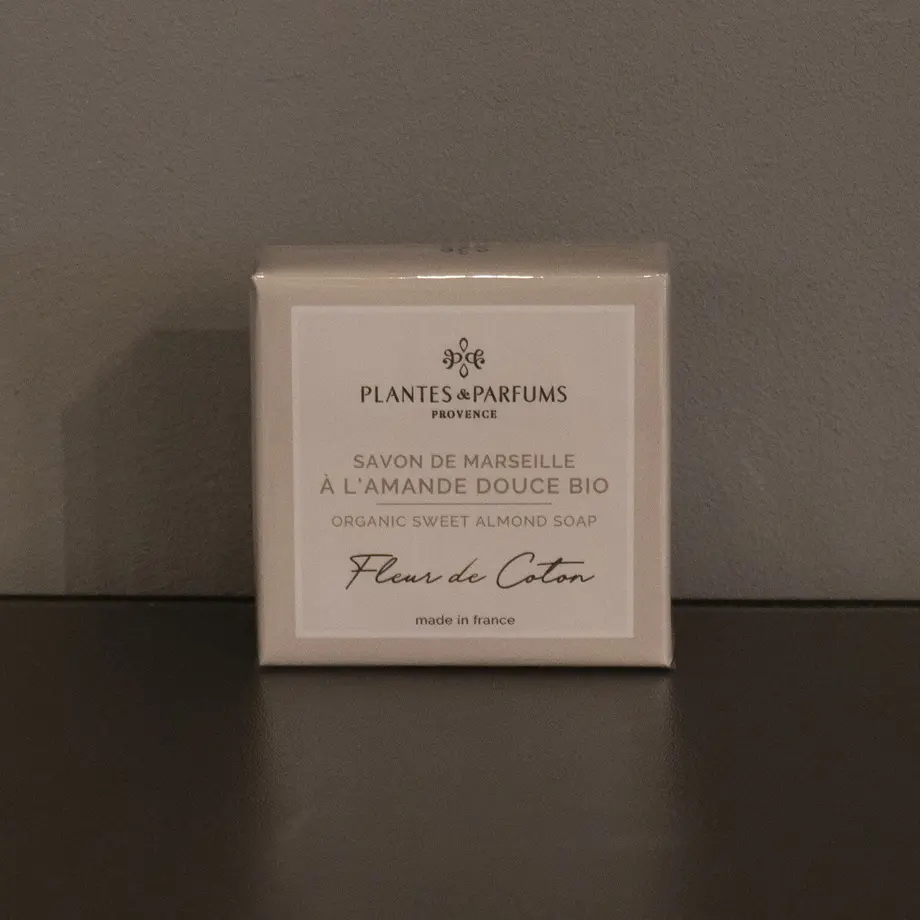 PLANTES & PARFUMS
PROVENCE
SAVON DE MARSEILLE
À L'AMANDE DOUCE BIO
ORGANIC SWEET ALMOND SOAP
Fleur de Coton
made in france